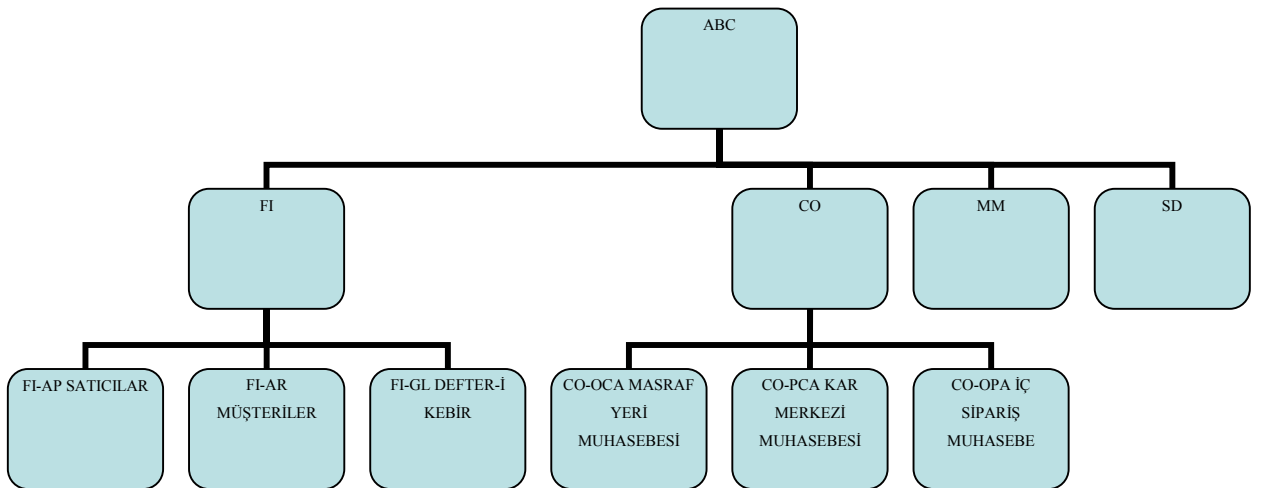 ABC
FI
CO
MM
SD
FI-AP SATICILAR
FI-AR
MÜŞTERİLER
FI-GL DEFTER-İ
KEBİR
CO-OCA MASRAF
YERİ
MUHASEBESİ
CO-PCA KAR
MERKEZİ
MUHASEBESİ
CO-OPA İÇ
SİPARİŞ
MUHASEBE